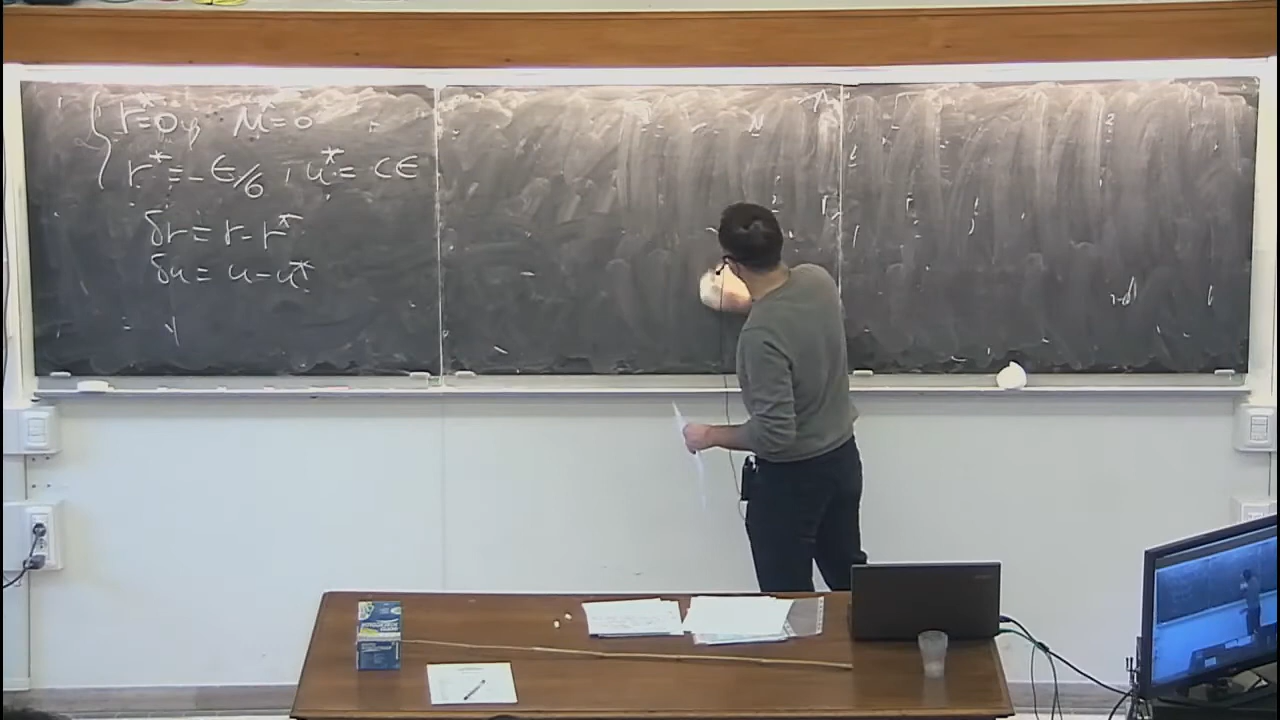 r*=0, u*=0
r*=-ϵ/6, u*=cϵ
δr = r - r*
δu = u - u*